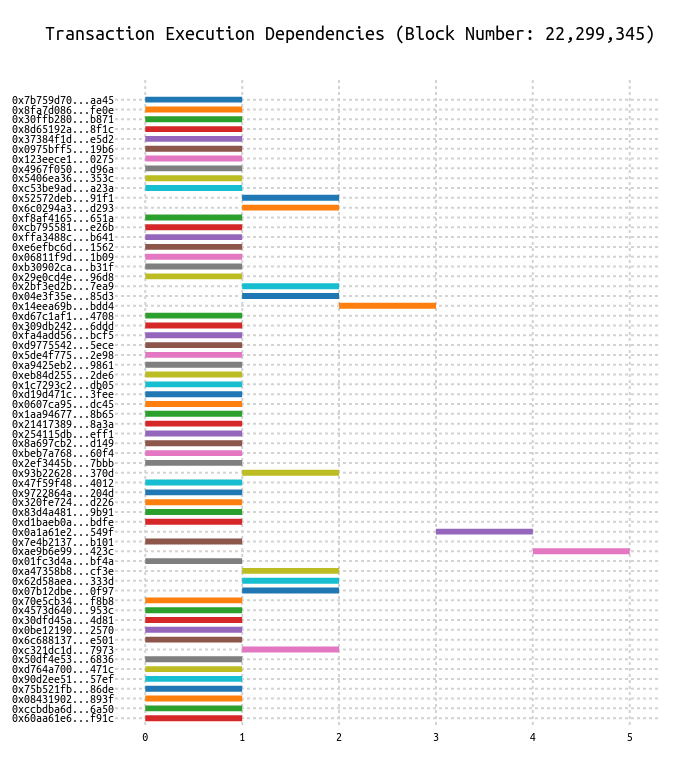 Transaction Execution Dependencies (Block Number: 22,299,345)
0x7b759d70...aa45
0x8fa7d086...fe0e
0x30ffb280...b871
0x8d65192a...8f1c
0x37384f1d...e5d2
0x0975bff5...19b6
0x123eece1...0275
0x4967f050...d96a
0x5406ea36...353c
0xc53be9ad...a23a
0x52572deb...91f1
0x6c0294a3...d293
0xf8af4165...651a
0xcb795581...e26b
0xffa3488c...b641
0xe6efbc6d...1562
0x06811f9d...1b09
0xb30902ca...b31f
0x29e0cd4e...96d8
0x2bf3ed2b...7ea9
0x04e3f35e...85d3
0x14eea69b...bdd4
0xd67c1af1...4708
0x309db242...6ddd
0xfa4add56...bcf5
0xd9775542...5ece
0x5de4f775...2e98
0xa9425eb2...9861
0xeb84d255...2de6
0x1c7293c2...db05
0xd19d471c...3fee
0x0607ca95...dc45
0x1aa94677...8b65
0x21417389...8a3a
0x254115db...eff1
0x8a697cb2...d149
0xbeb7a768...60f4
0x2ef3445b...7bbb
0x93b22628...370d
0x47f59f48...4012
0x9722864a...204d
0x320fe724...d226
0x83d4a481...9b91
0xd1baeb0a...bdfe
0x0a1a61e2...549f
0x7e4b2137...b101
0xae9b6e99...423c
0x01fc3d4a...bf4a
0xa47358b8...cf3e
0x62d58aea...333d
0x07b12dbe...0f97
0x70e5cb34...f8b8
0x4573d640...953c
0x30dfd45a...4d81
0x0be12190...2570
0x6c688137...e501
0xc321dc1d...7973
0x50df4e53...6836
0xd764a700...471c
0x90d2ee51...57ef
0x75b521fb...86de
0x08431902...893f
0xccbdba6d...6a50
0x60aa61e6...f91c
0 1 2 3 4 5